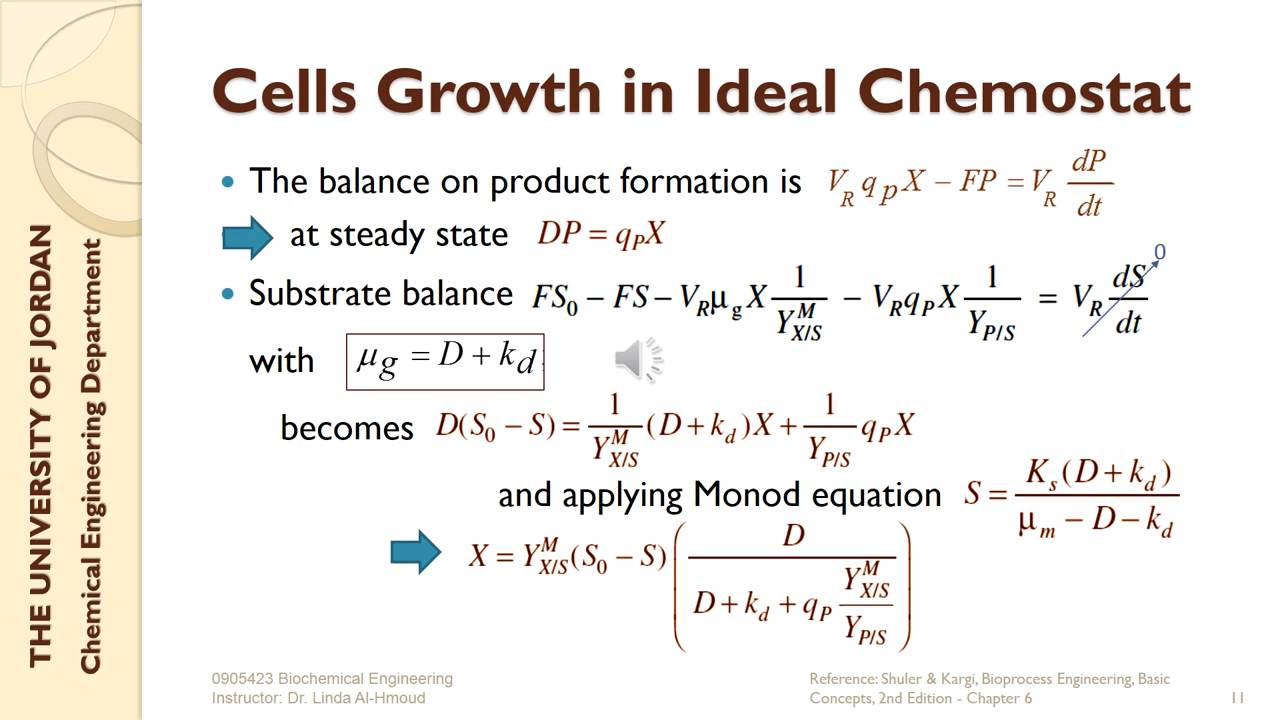 Cells Growth in Ideal Chemostat
• The balance on product formation is V_R q_p X − FP = V_R dP/dt
at steady state DP = q_P X
• Substrate balance FS_0 − FS − V_R μ_g X 1/Y^M_X/S − V_R q_P X 1/Y_P/S = V_R dS/dt 0
with μ_g = D + k_d
becomes D(S_0 − S) = 1/Y^M_X/S (D + k_d)X + 1/Y_P/S q_P X
and applying Monod equation S = K_s(D + k_d)/(μ_m − D − k_d)
X = Y^M_X/S (S_0 − S) (D/(D + k_d + q_P Y^M_X/S/Y_P/S))
THE UNIVERSITY OF JORDAN
Chemical Engineering Department
0905423 Biochemical Engineering
Instructor: Dr. Linda Al-Hmoud
Reference: Shuler & Kargi, Bioprocess Engineering, Basic
Concepts, 2nd Edition - Chapter 6
11